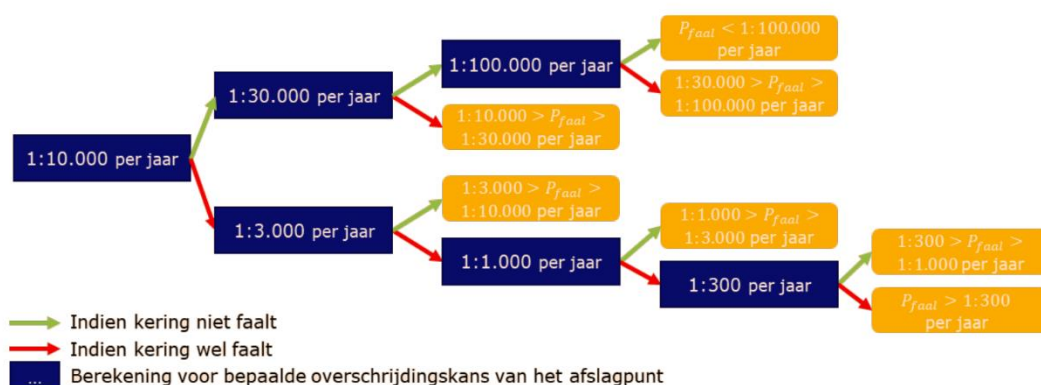 1:10.000 per jaar
1:30.000 per jaar
1:100.000 per jaar
P_faal < 1:100.000
per jaar
1:30.000 > P_faal >
1:100.000 per jaar
1:10.000 > P_faal >
1:30.000 per jaar
1:3.000 per jaar
1:3.000 > P_faal >
1:10.000 per jaar
1:1.000 per jaar
1:1.000 > P_faal >
1:3.000 per jaar
1:300 per jaar
1:300 > P_faal >
1:1.000 per jaar
P_faal > 1:300
per jaar
Indien kering niet faalt
Indien kering wel faalt
... Berekening voor bepaalde overschrijdingskans van het afslagpunt